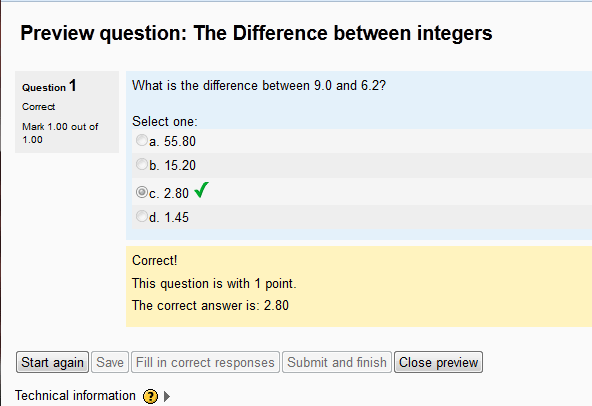 Preview question: The Difference between integers
Question 1
Correct
Mark 1.00 out of
1.00
What is the difference between 9.0 and 6.2?
Select one:
a. 55.80
b. 15.20
c. 2.80
d. 1.45
Correct!
This question is with 1 point.
The correct answer is: 2.80
Start again Save Fill in correct responses Submit and finish Close preview
Technical information ?